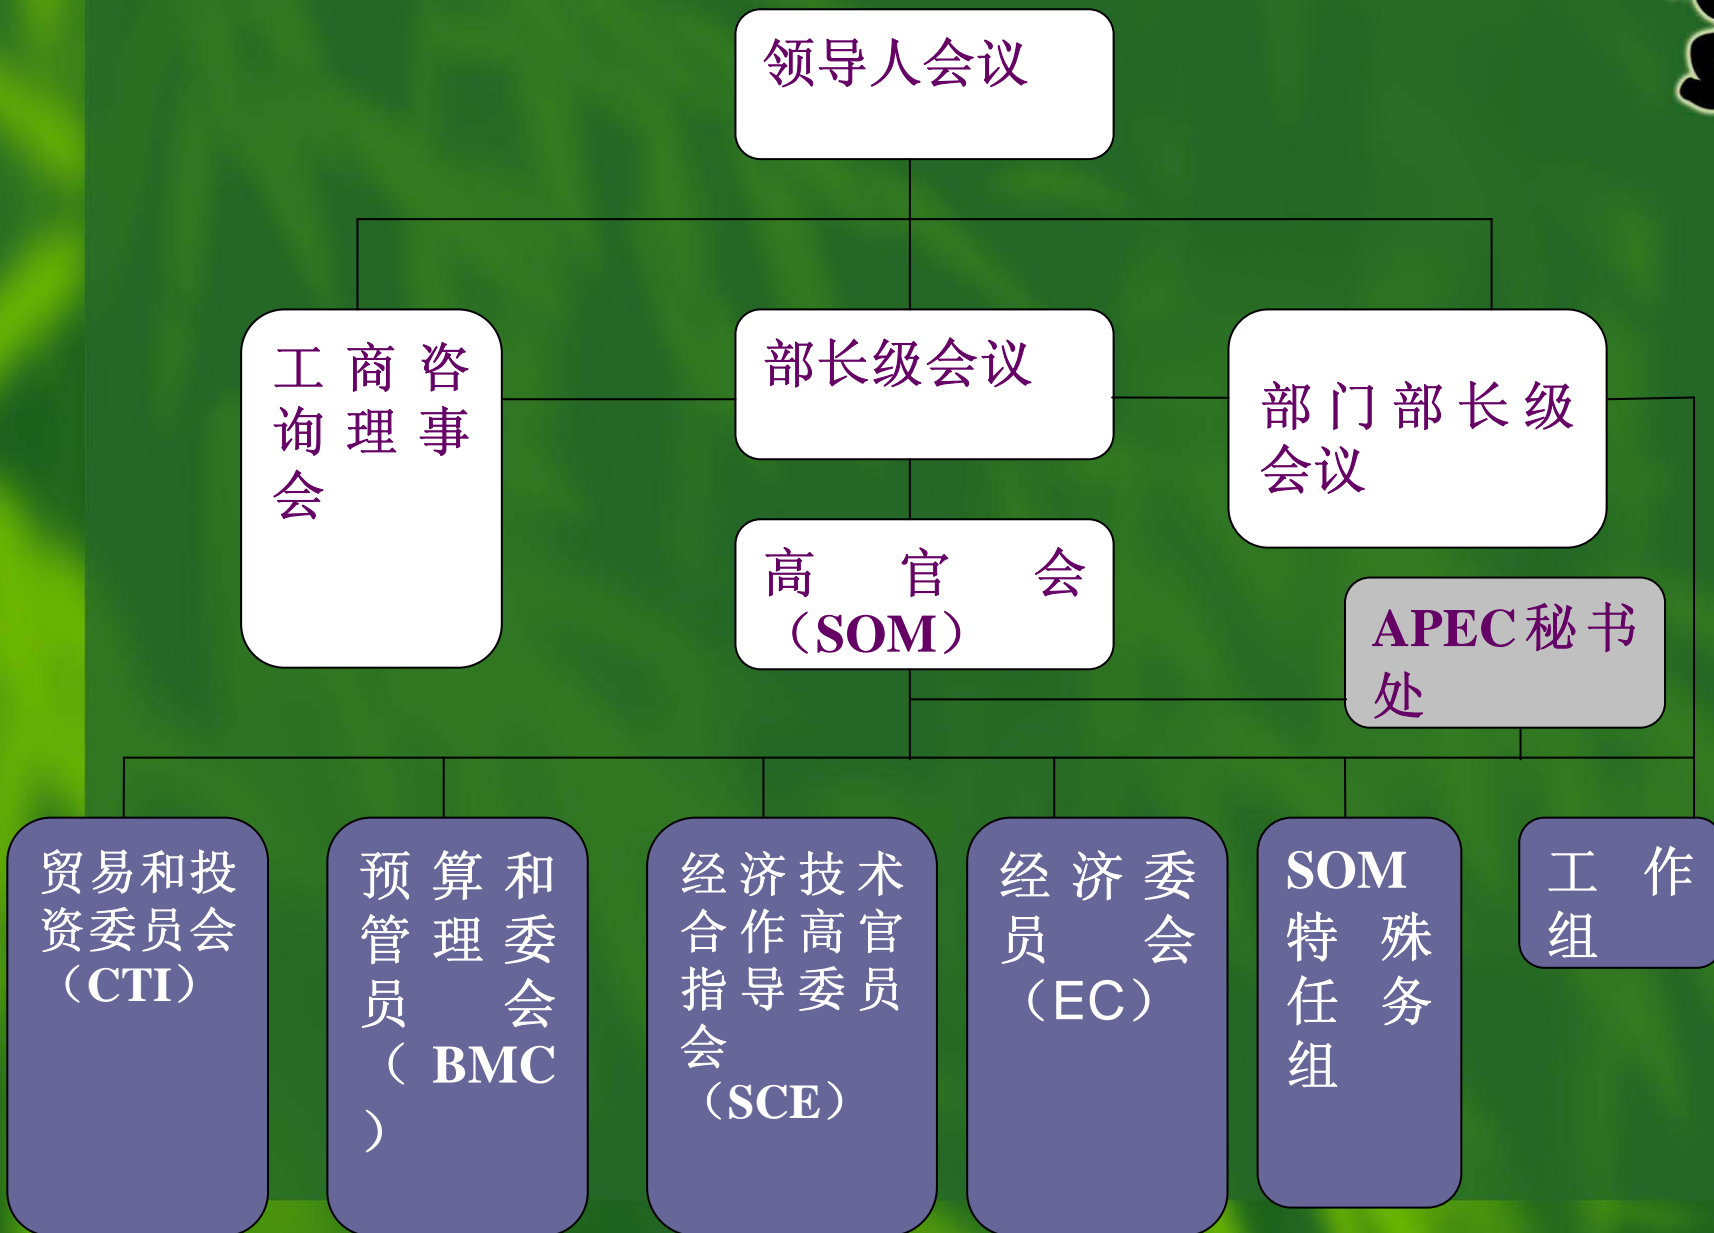 领导人会议
工商咨
询理事
会
部长级会议
部门部长级
会议
高官会
（SOM）
APEC秘书
处
贸易和投
资委员会
（CTI）
预算和
管理委
员会
（BMC
）
经济技术
合作高官
指导委员
会
（SCE）
经济委
员会
（EC）
SOM
特殊
任务
组
工作
组